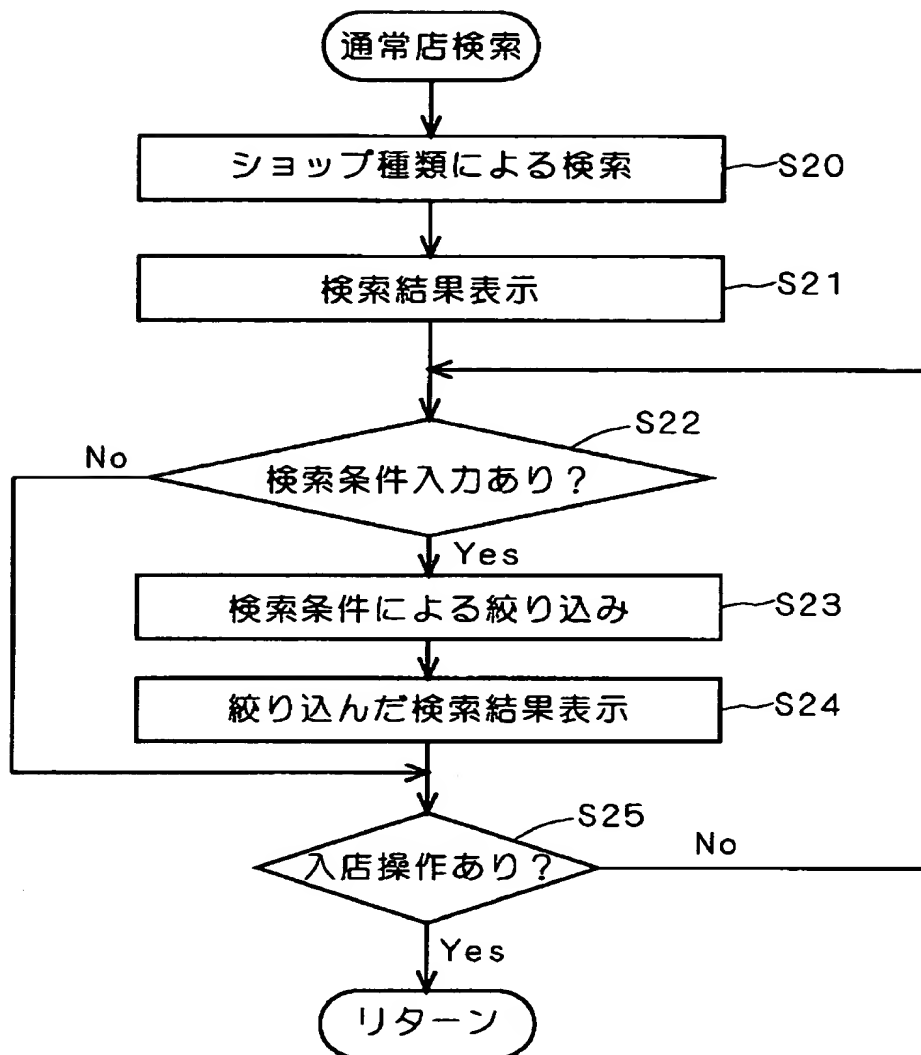 通常店検索
ショップ種類による検索
S20
検索結果表示
S21
S22
No
検索条件入力あり？
Yes
検索条件による絞り込み
S23
絞り込んだ検索結果表示
S24
S25
入店操作あり？
No
Yes
リターン